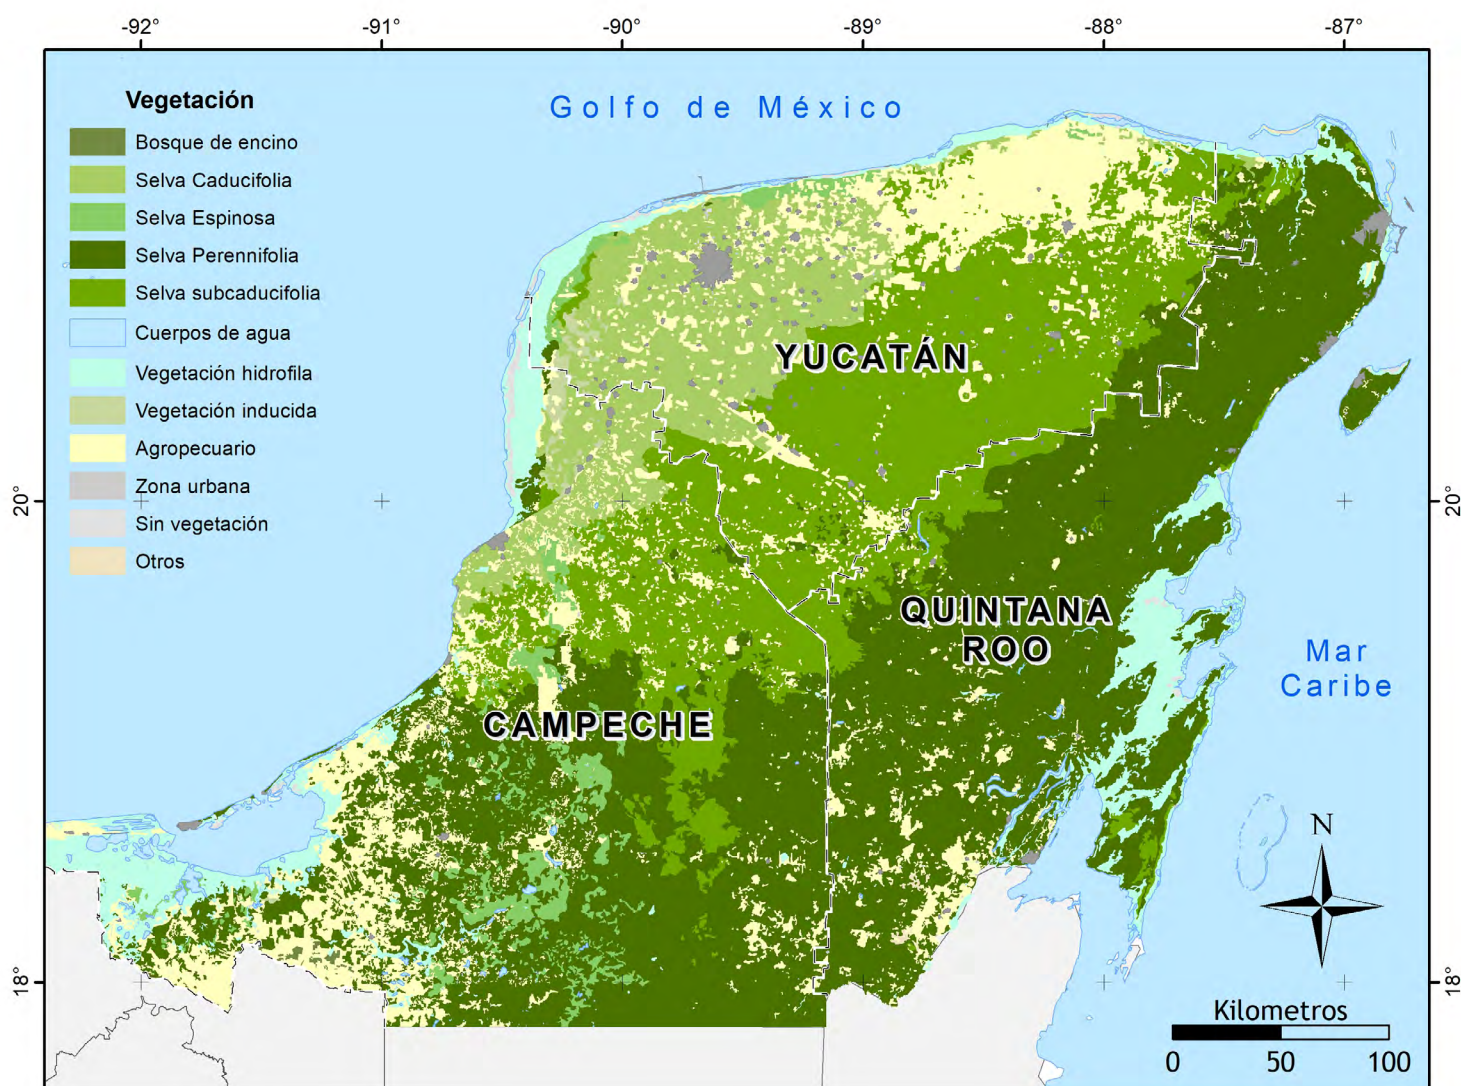 -92°
-91°
-90°
-89°
-88°
-87°
Golfo de México
Vegetación
Bosque de encino
Selva Caducifolia
Selva Espinosa
Selva Perennifolia
Selva subcaducifolia
Cuerpos de agua
Vegetación hidrofila
Vegetación inducida
Agropecuario
Zona urbana
Sin vegetación
Otros
YUCATÁN
20°
20°
QUINTANA
ROO
CAMPECHE
Mar
Caribe
N
18°
18°
Kilometros
0 50 100